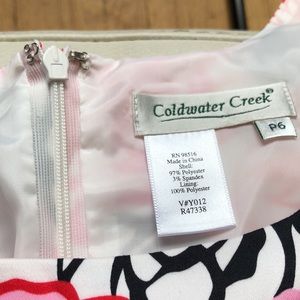 Coldwater Creek®
P6
RN 98516
Made in China
Shell:
97% Polyester
3% Spandex
Lining:
100% Polyester
V#Y012
R47338